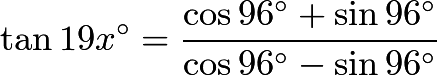 tan 19x° = (cos 96° + sin 96°) / (cos 96° − sin 96°)